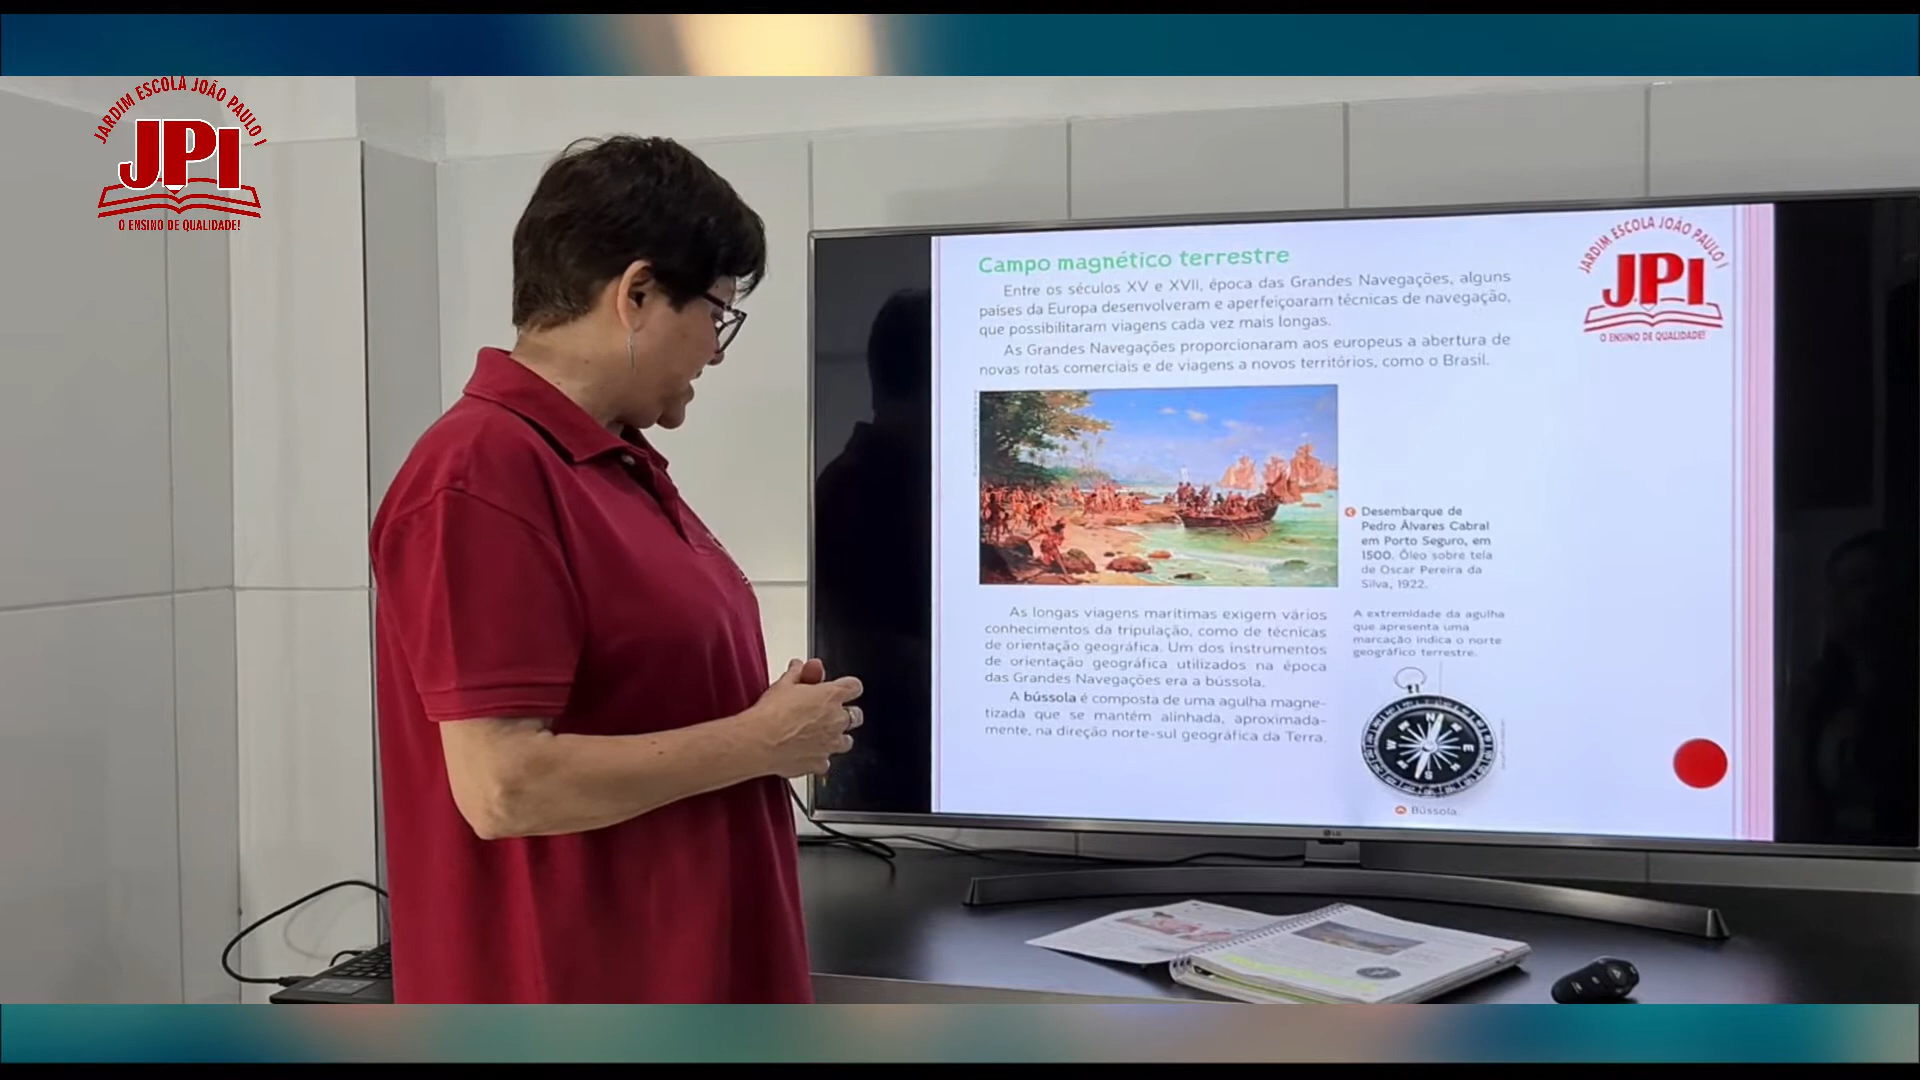 JARDIM ESCOLA JOÃO PAULO I
JPI
O ENSINO DE QUALIDADE!
Campo magnético terrestre
Entre os séculos XV e XVII, época das Grandes Navegações, alguns
países da Europa desenvolveram e aperfeiçoaram técnicas de navegação,
que possibilitaram viagens cada vez mais longas.
As Grandes Navegações proporcionaram aos europeus a abertura de
novas rotas comerciais e de viagens a novos territórios, como o Brasil.
JARDIM ESCOLA JOÃO PAULO I
JPI
O ENSINO DE QUALIDADE!
Desembarque de
Pedro Álvares Cabral
em Porto Seguro, em
1500. Óleo sobre tela
de Oscar Pereira da
Silva, 1922.
As longas viagens marítimas exigem vários
conhecimentos da tripulação, como de técnicas
de orientação geográfica. Um dos instrumentos
de orientação geográfica utilizados na época
das Grandes Navegações era a bússola.
A bússola é composta de uma agulha magne-
tizada que se mantém alinhada, aproximada-
mente, na direção norte-sul geográfica da Terra.
A extremidade da agulha
que apresenta uma
marcação indica o norte
geográfico terrestre.
N
W E
S
Bússola.
LG